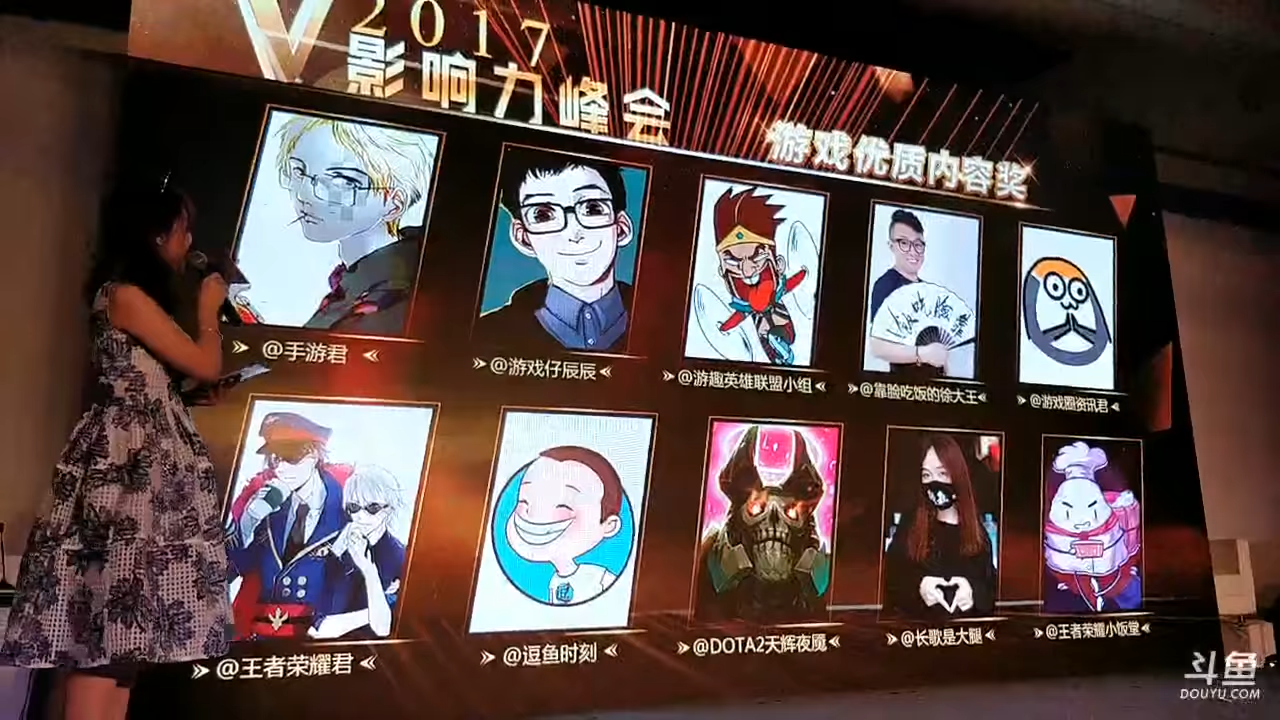 V 2017
影响力峰会
游戏优质内容奖
@手游君
@游戏仔辰辰
@游趣英雄联盟小组
@靠脸吃饭的徐大王
@游戏圈资讯君
@王者荣耀君
@逗鱼时刻
@DOTA2天辉夜魇
@长歌是大腿
@王者荣耀小饭堂
斗鱼
DOUYU.COM